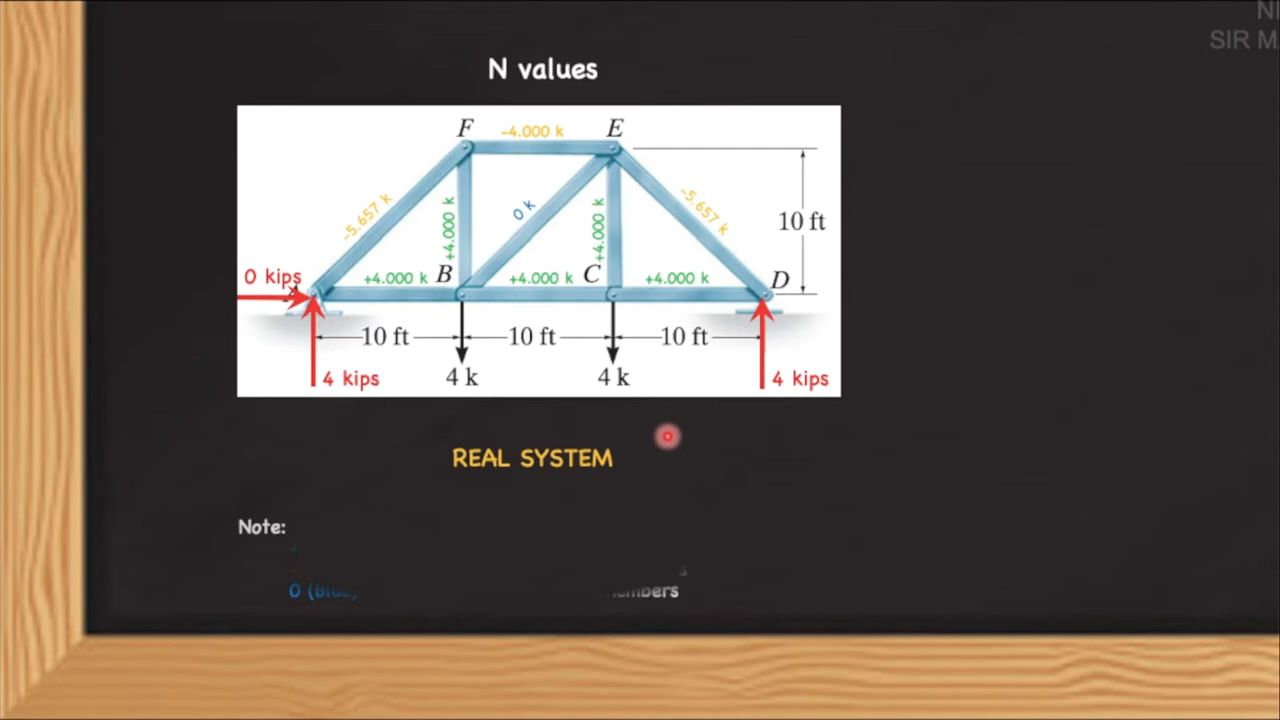 N
SIR M
N values
F -4.000 k E
-5.657 k
+4.000 k
0 k
+4.000 k
-5.657 k
10 ft
0 kips
+4.000 k B +4.000 k C +4.000 k D
A
10 ft 10 ft 10 ft
4 kips 4 k 4 k 4 kips
REAL SYSTEM
Note:
0 (Blue)